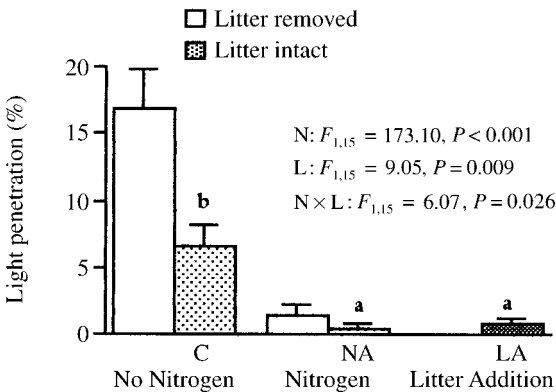 Litter removed
Litter intact
Light penetration (%)
20
15
10
5
0
N: F1,15 = 173.10, P < 0.001
L: F1,15 = 9.05, P = 0.009
N × L: F1,15 = 6.07, P = 0.026
b
a
a
C
NA
LA
No Nitrogen
Nitrogen
Litter Addition